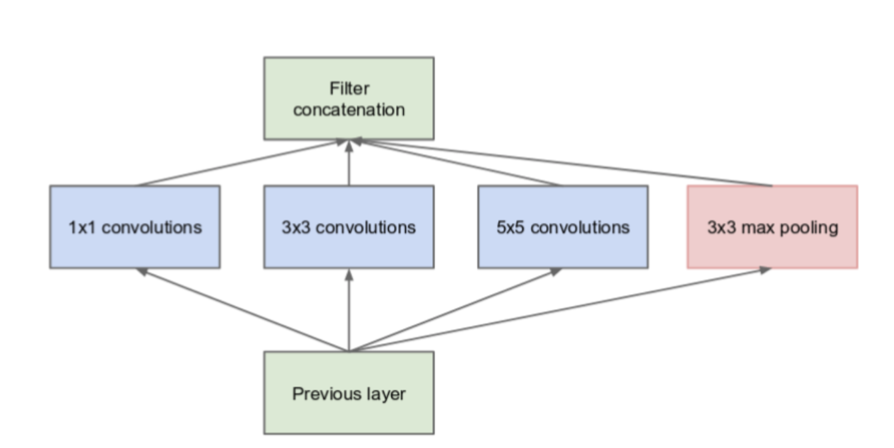 Filter
concatenation
1x1 convolutions
3x3 convolutions
5x5 convolutions
3x3 max pooling
Previous layer